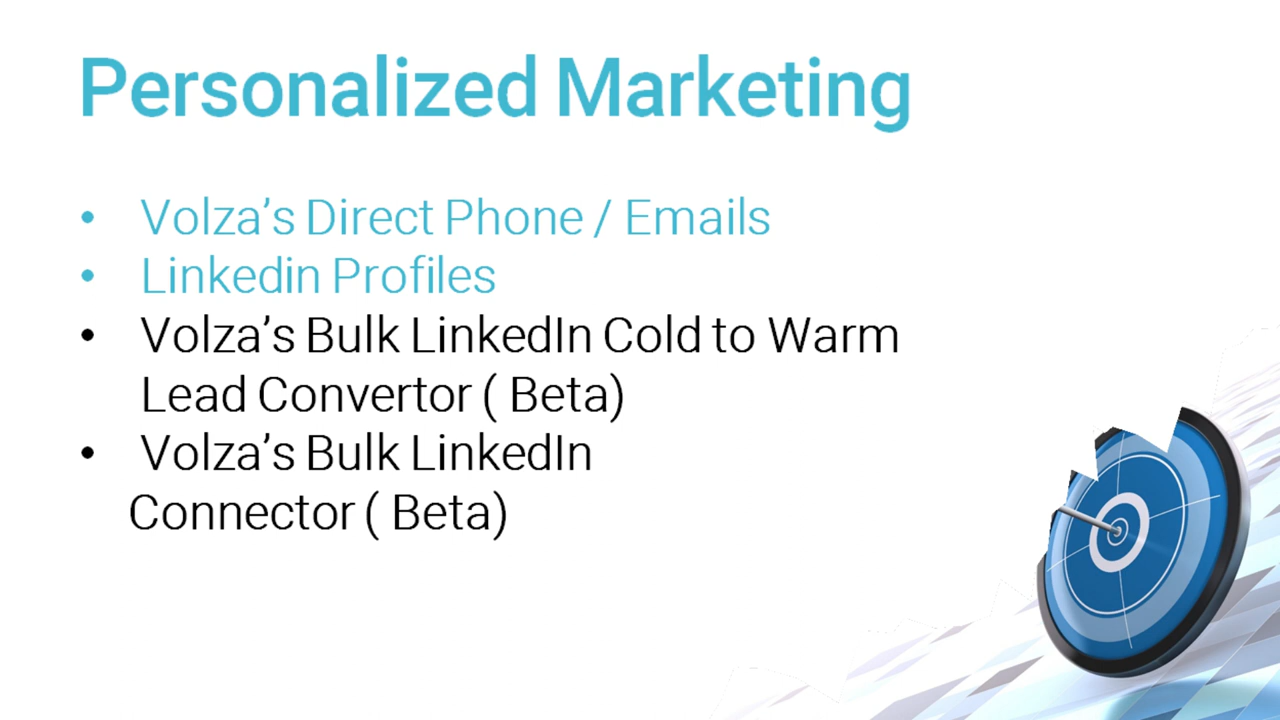 Personalized Marketing
• Volza’s Direct Phone / Emails
• Linkedin Profiles
• Volza’s Bulk LinkedIn Cold to Warm
Lead Convertor ( Beta)
• Volza’s Bulk LinkedIn
Connector ( Beta)